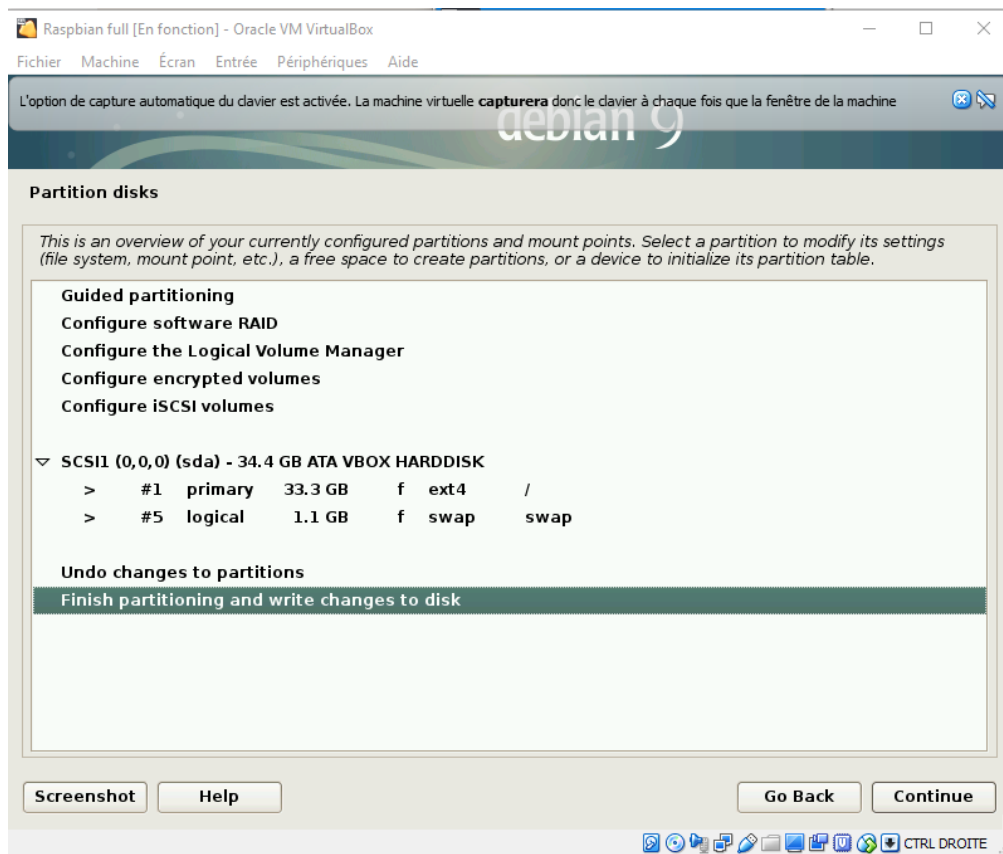 Raspbian full [En fonction] - Oracle VM VirtualBox
Fichier Machine Écran Entrée Périphériques Aide
L'option de capture automatique du clavier est activée. La machine virtuelle capturera donc le clavier à chaque fois que la fenêtre de la machine
debian 9
Partition disks
This is an overview of your currently configured partitions and mount points. Select a partition to modify its settings
(file system, mount point, etc.), a free space to create partitions, or a device to initialize its partition table.
Guided partitioning
Configure software RAID
Configure the Logical Volume Manager
Configure encrypted volumes
Configure iSCSI volumes
SCSI1 (0,0,0) (sda) - 34.4 GB ATA VBOX HARDDISK
> #1 primary 33.3 GB f ext4 /
> #5 logical 1.1 GB f swap swap
Undo changes to partitions
Finish partitioning and write changes to disk
Screenshot Help Go Back Continue
CTRL DROITE